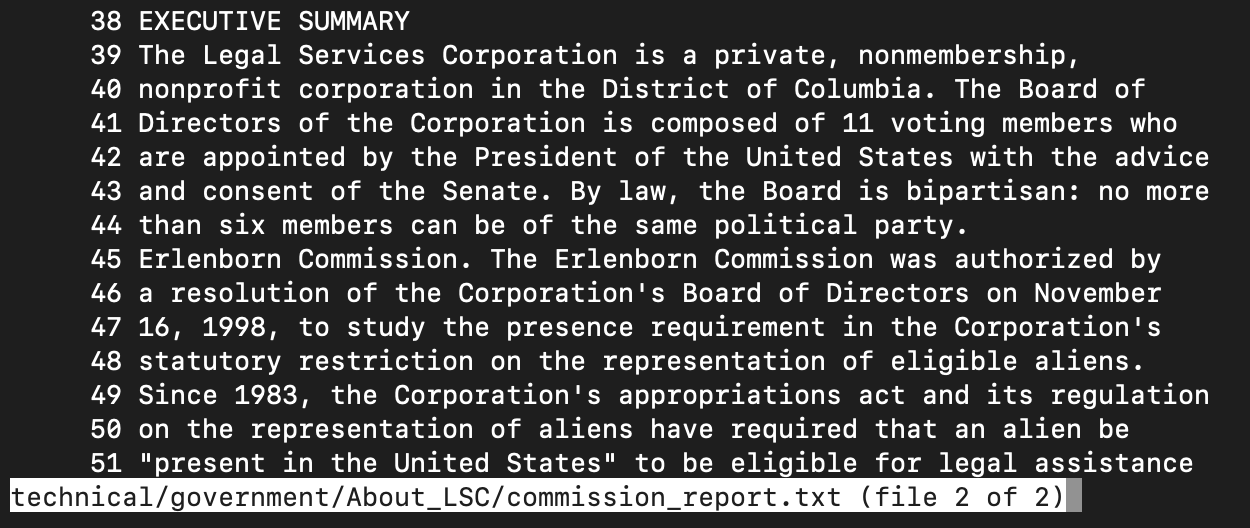 38 EXECUTIVE SUMMARY
39 The Legal Services Corporation is a private, nonmembership,
40 nonprofit corporation in the District of Columbia. The Board of
41 Directors of the Corporation is composed of 11 voting members who
42 are appointed by the President of the United States with the advice
43 and consent of the Senate. By law, the Board is bipartisan: no more
44 than six members can be of the same political party.
45 Erlenborn Commission. The Erlenborn Commission was authorized by
46 a resolution of the Corporation's Board of Directors on November
47 16, 1998, to study the presence requirement in the Corporation's
48 statutory restriction on the representation of eligible aliens.
49 Since 1983, the Corporation's appropriations act and its regulation
50 on the representation of aliens have required that an alien be
51 "present in the United States" to be eligible for legal assistance
technical/government/About_LSC/commission_report.txt (file 2 of 2)